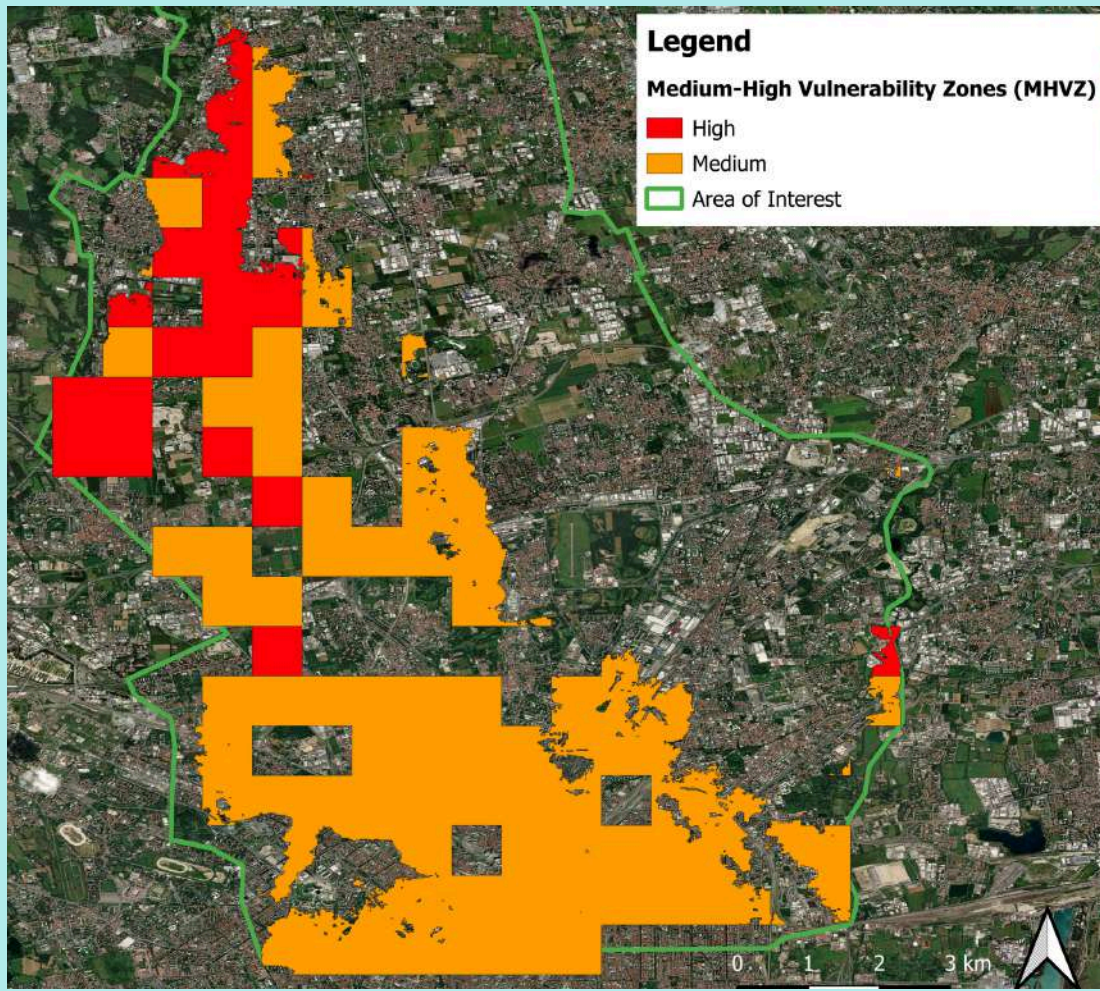 Legend
Medium-High Vulnerability Zones (MHVZ)
High
Medium
Area of Interest
0 1 2 3 km